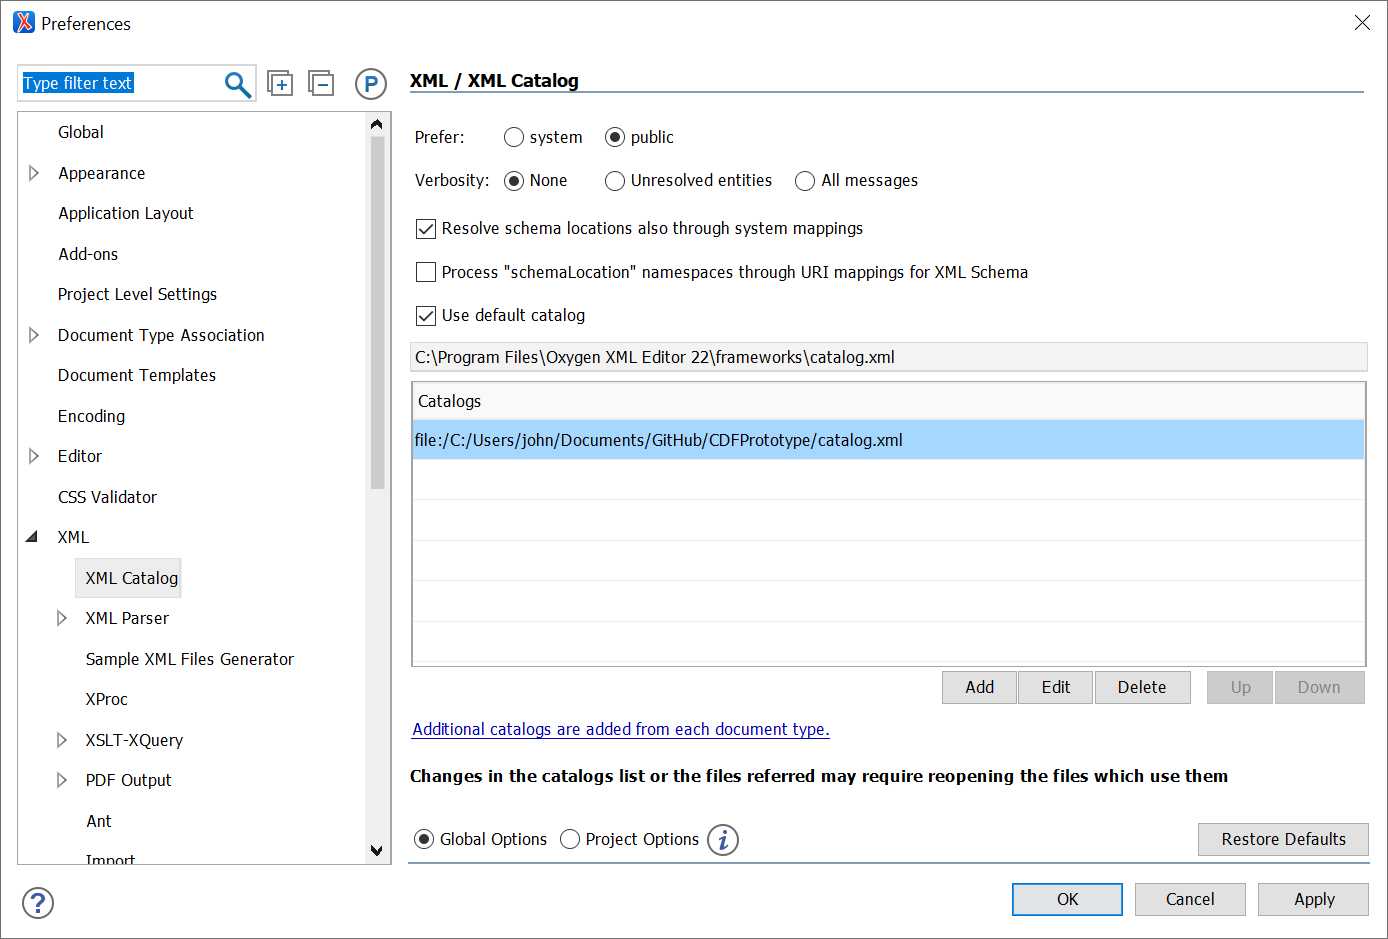 Preferences
Type filter text
P
Global
Appearance
Application Layout
Add-ons
Project Level Settings
Document Type Association
Document Templates
Encoding
Editor
CSS Validator
XML
XML Catalog
XML Parser
Sample XML Files Generator
XProc
XSLT-XQuery
PDF Output
Ant
Import
XML / XML Catalog
Prefer: system public
Verbosity: None Unresolved entities All messages
Resolve schema locations also through system mappings
Process "schemaLocation" namespaces through URI mappings for XML Schema
Use default catalog
C:\Program Files\Oxygen XML Editor 22\frameworks\catalog.xml
Catalogs
file:/C:/Users/john/Documents/GitHub/CDFPrototype/catalog.xml
Add Edit Delete Up Down
Additional catalogs are added from each document type.
Changes in the catalogs list or the files referred may require reopening the files which use them
Global Options Project Options i Restore Defaults
? OK Cancel Apply